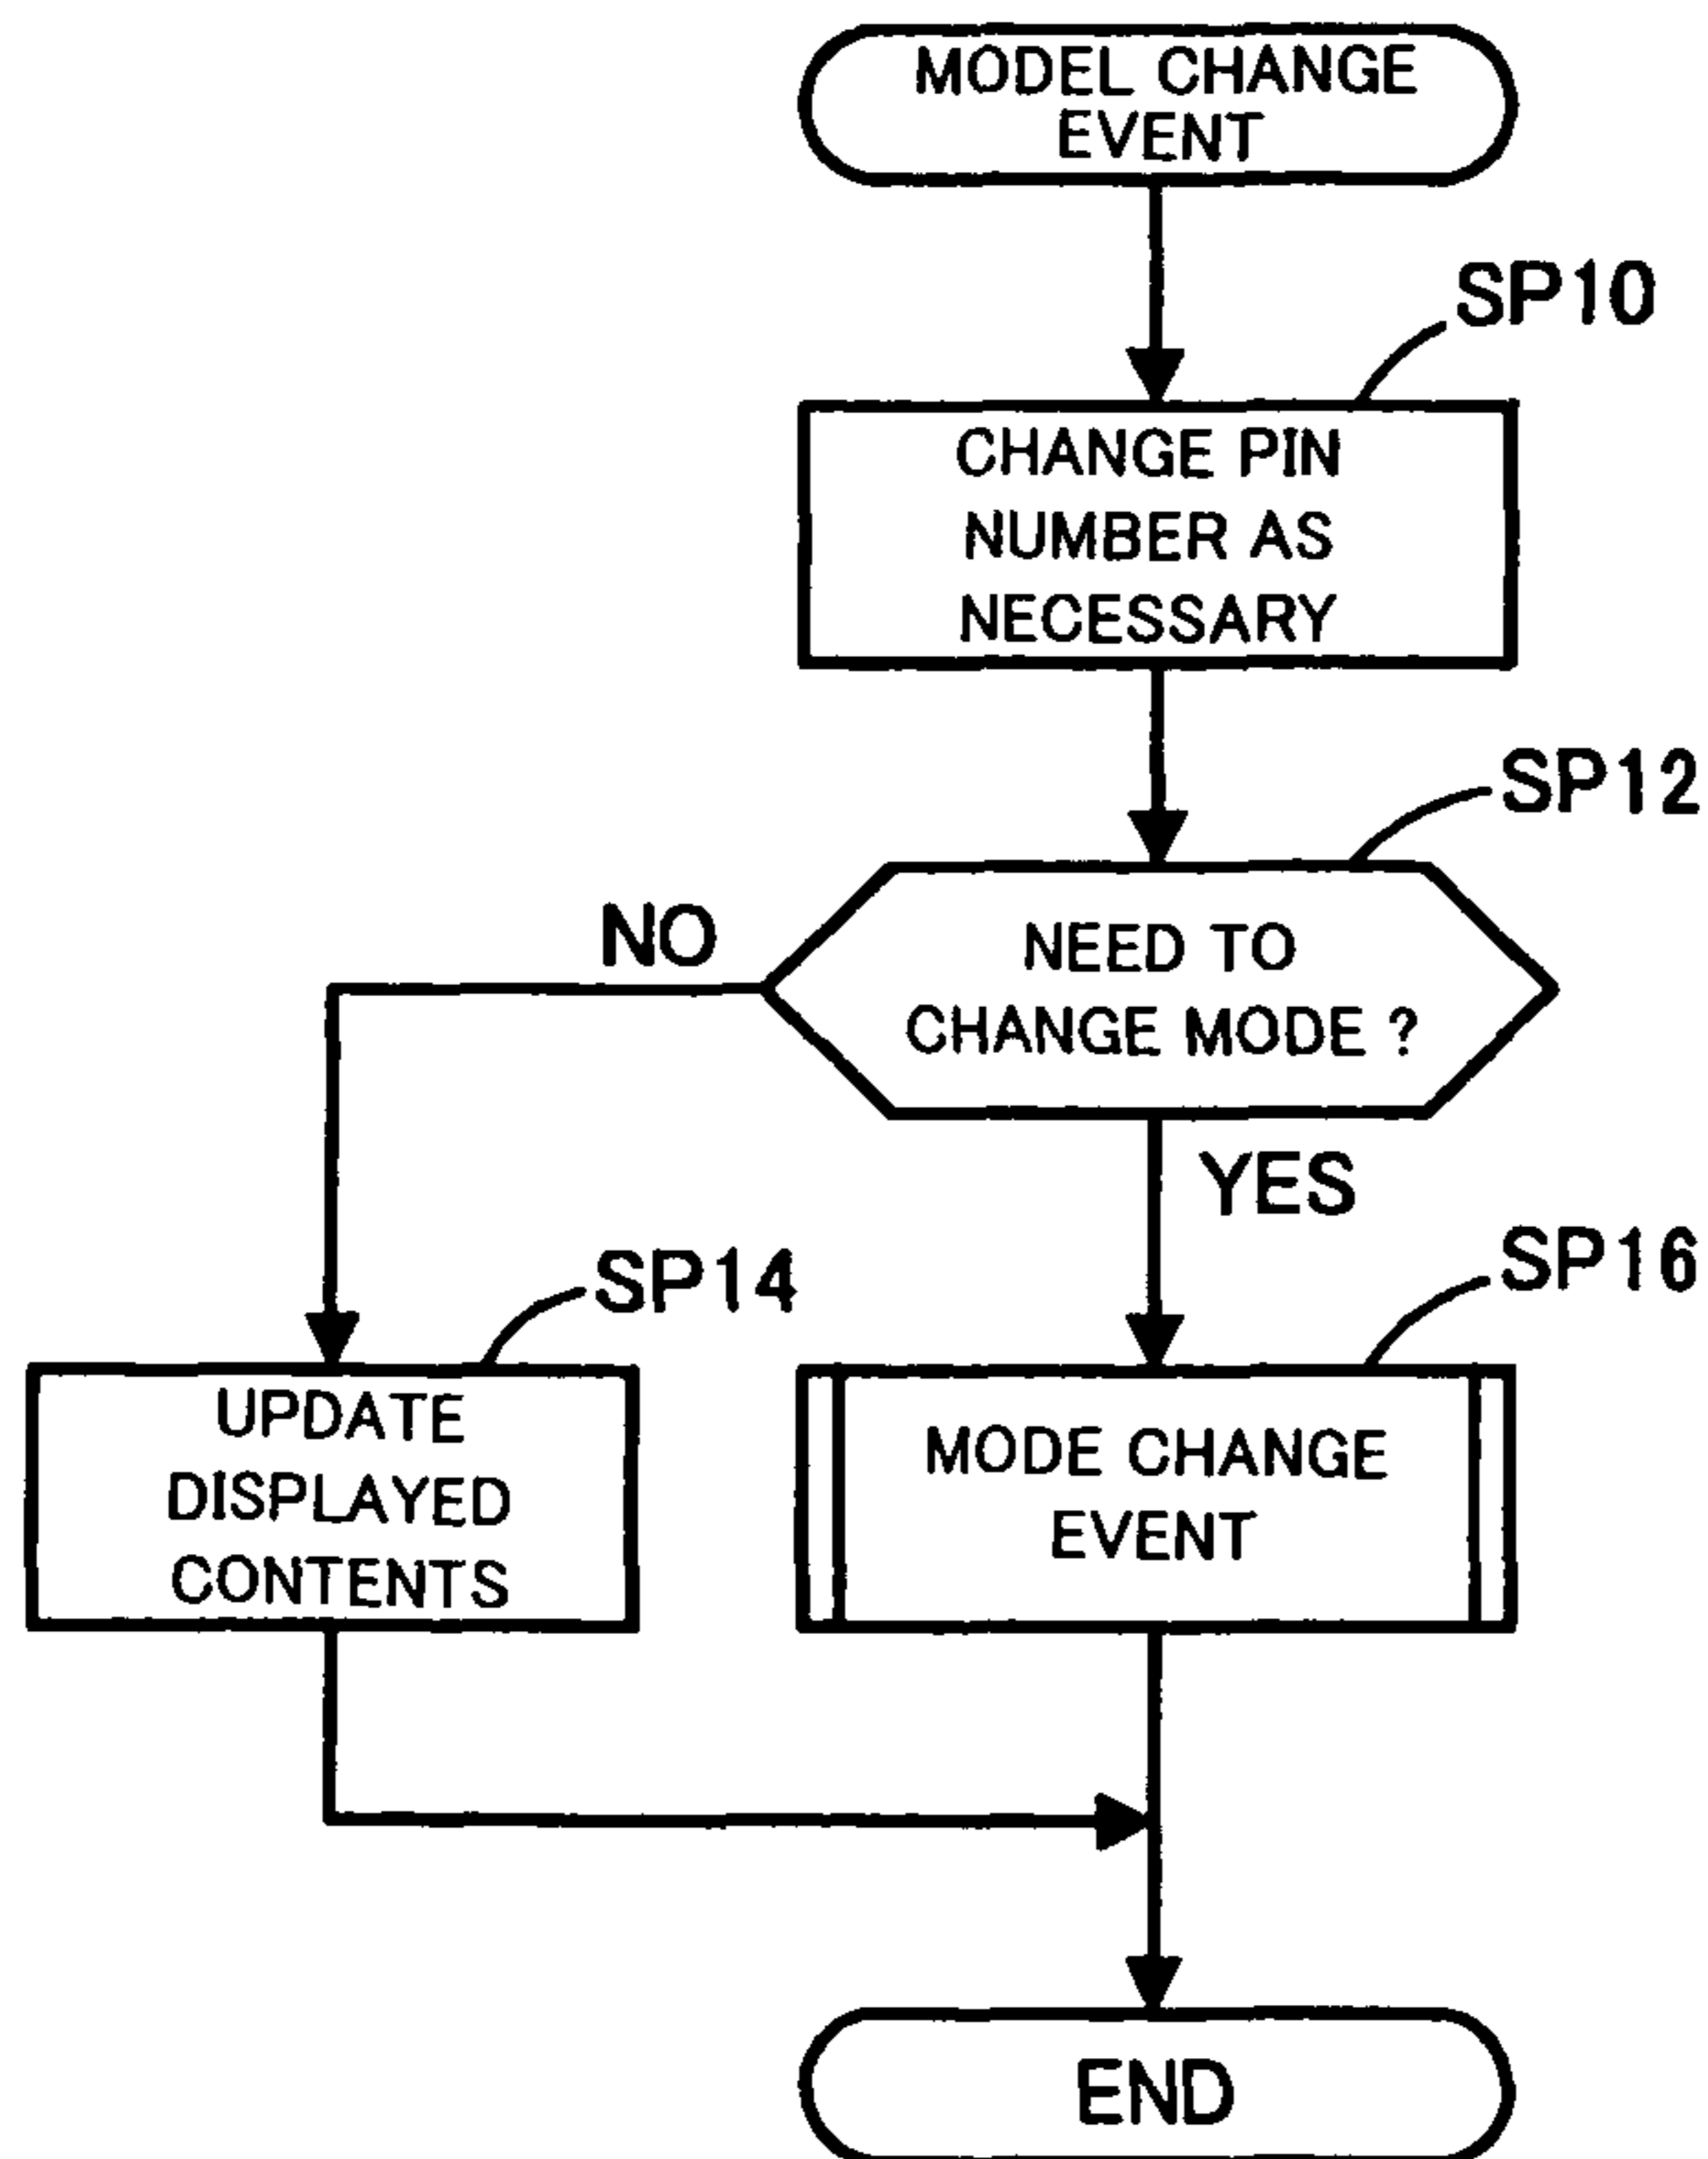 MODEL CHANGE
EVENT
SP10
CHANGE PIN
NUMBER AS
NECESSARY
SP12
NEED TO
CHANGE MODE ?
NO
YES
SP14
SP16
UPDATE
DISPLAYED
CONTENTS
MODE CHANGE
EVENT
END